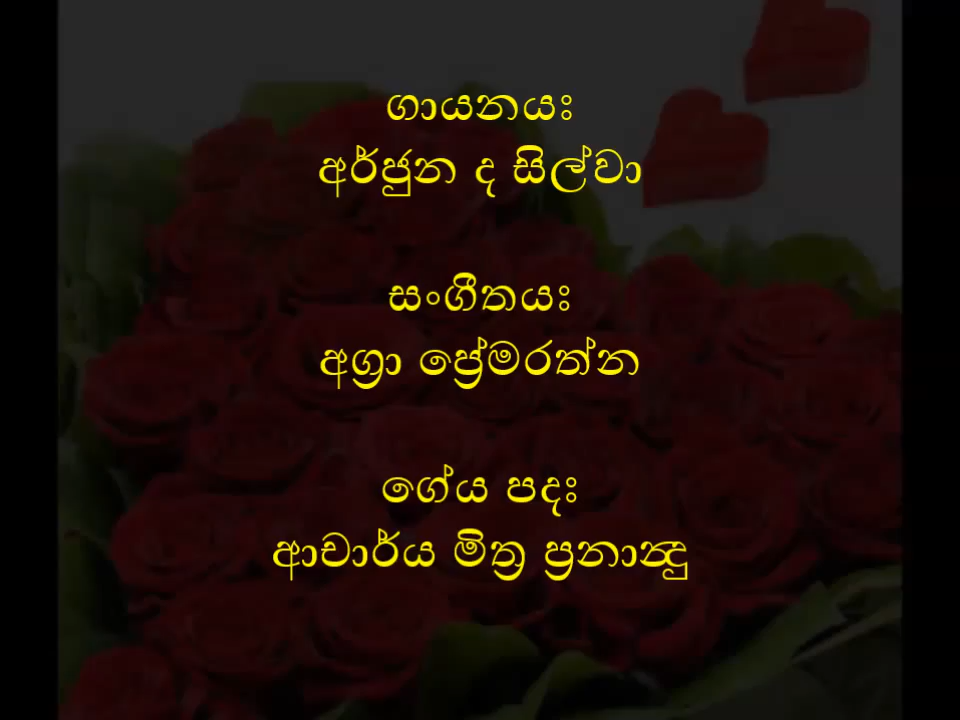 ගායනයඃ
අර්ජුන ද සිල්වා
සංගීතයඃ
අග්‍රා ප්‍රේමරත්න
ගේය පදඃ
ආචාර්ය මිත්‍ර ප්‍රනාන්‍දු